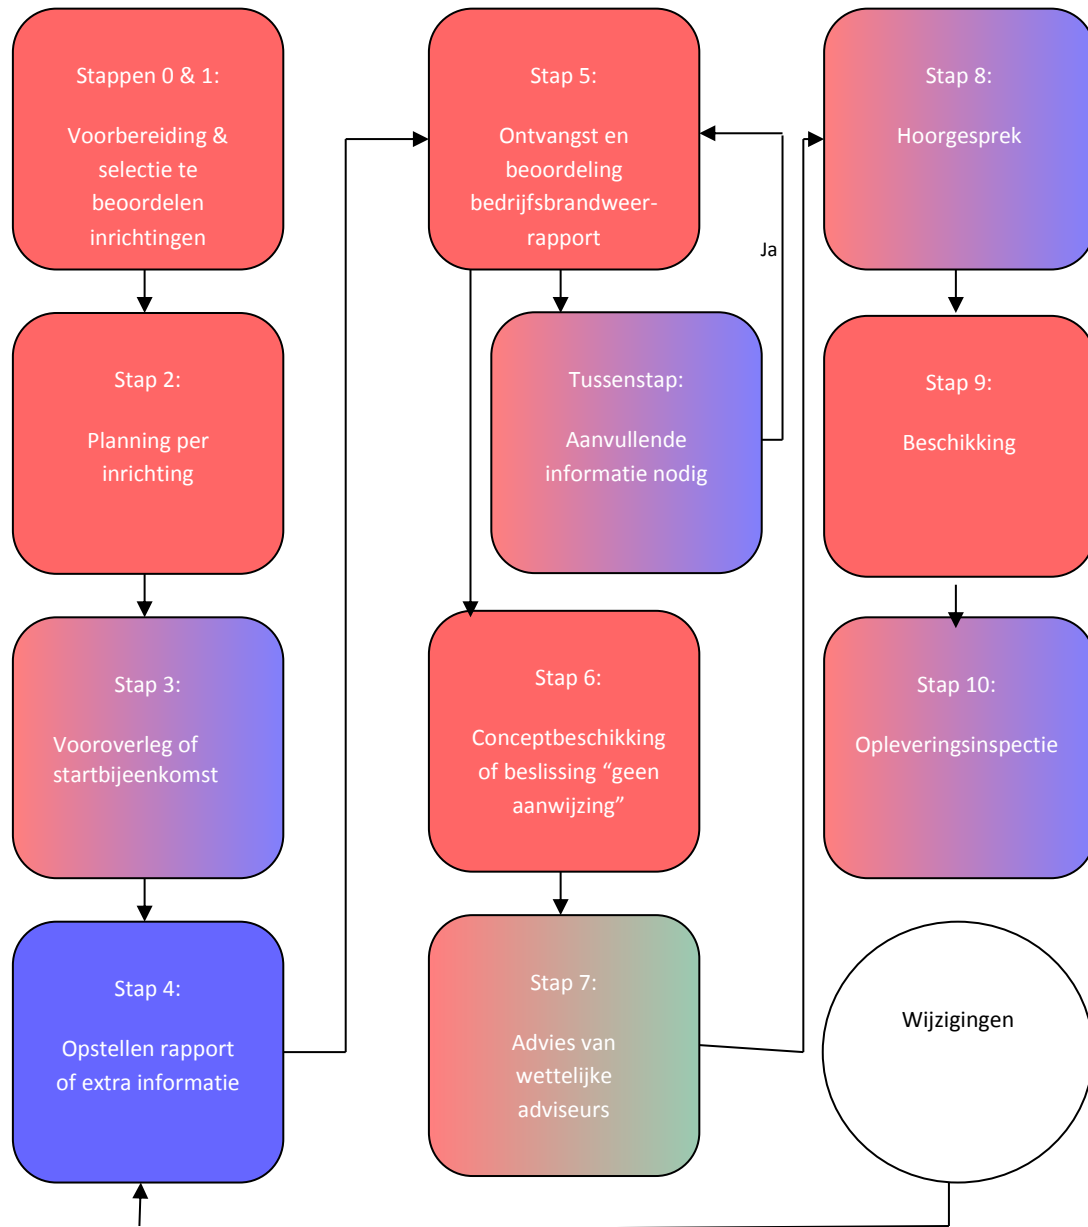 Stappen 0 & 1:
Voorbereiding &
selectie te
beoordelen
inrichtingen
Stap 2:
Planning per
inrichting
Stap 3:
Vooroverleg of
startbijeenkomst
Stap 4:
Opstellen rapport
of extra informatie
Stap 5:
Ontvangst en
beoordeling
bedrijfsbrandweer-
rapport
Ja
Tussenstap:
Aanvullende
informatie nodig
Stap 6:
Conceptbeschikking
of beslissing “geen
aanwijzing”
Stap 7:
Advies van
wettelijke
adviseurs
Stap 8:
Hoorgesprek
Stap 9:
Beschikking
Stap 10:
Opleveringsinspectie
Wijzigingen